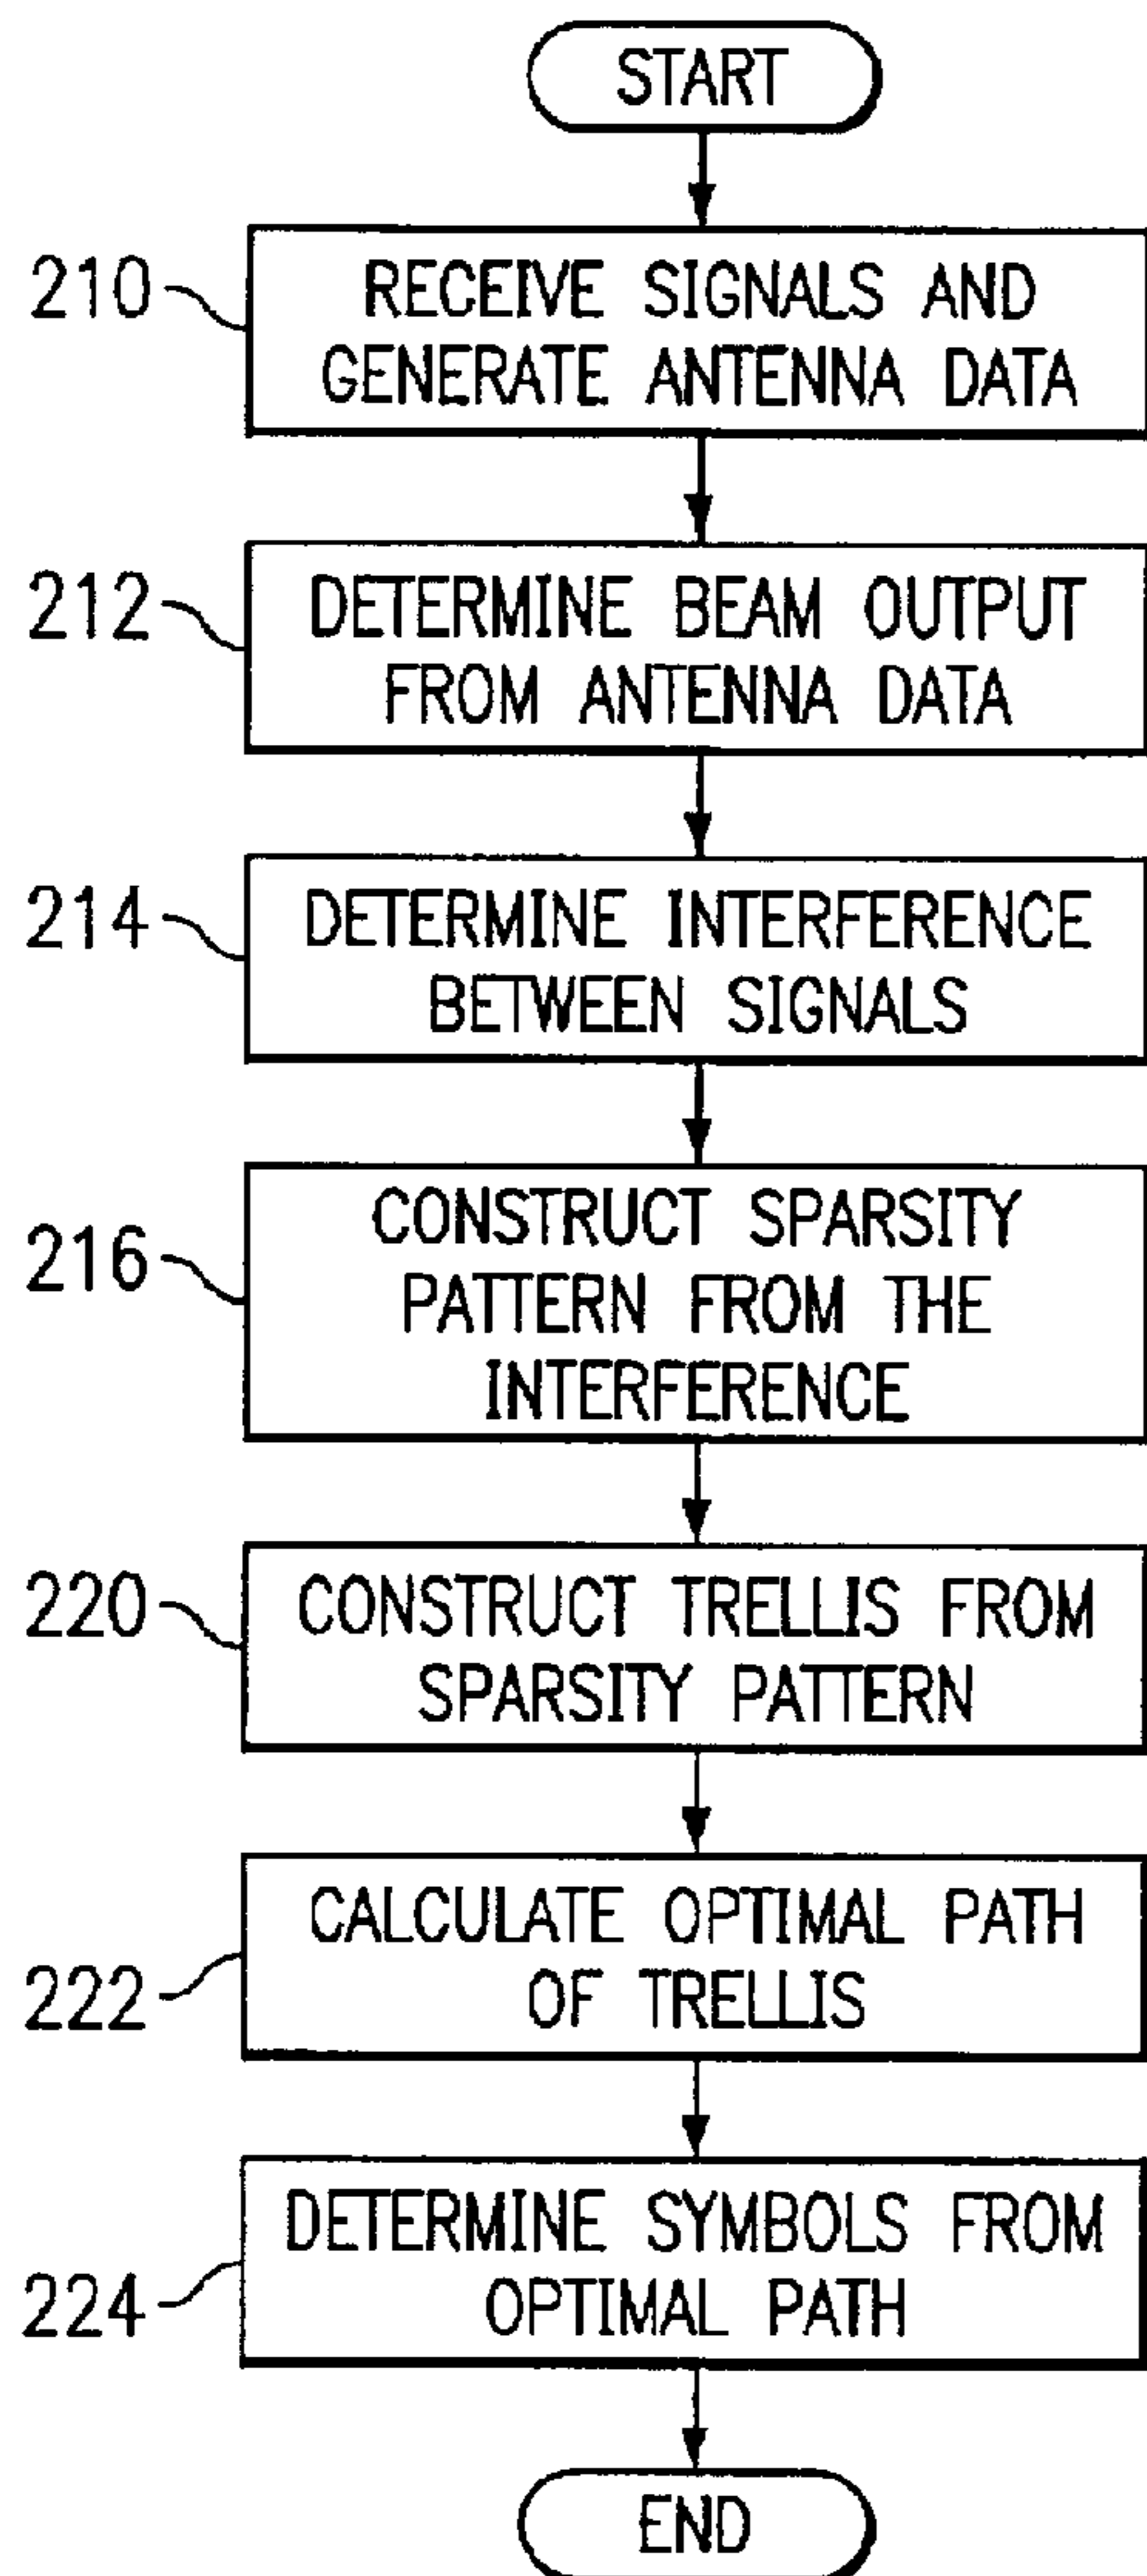 START
210
RECEIVE SIGNALS AND
GENERATE ANTENNA DATA
212
DETERMINE BEAM OUTPUT
FROM ANTENNA DATA
214
DETERMINE INTERFERENCE
BETWEEN SIGNALS
216
CONSTRUCT SPARSITY
PATTERN FROM THE
INTERFERENCE
220
CONSTRUCT TRELLIS FROM
SPARSITY PATTERN
222
CALCULATE OPTIMAL PATH
OF TRELLIS
224
DETERMINE SYMBOLS FROM
OPTIMAL PATH
END